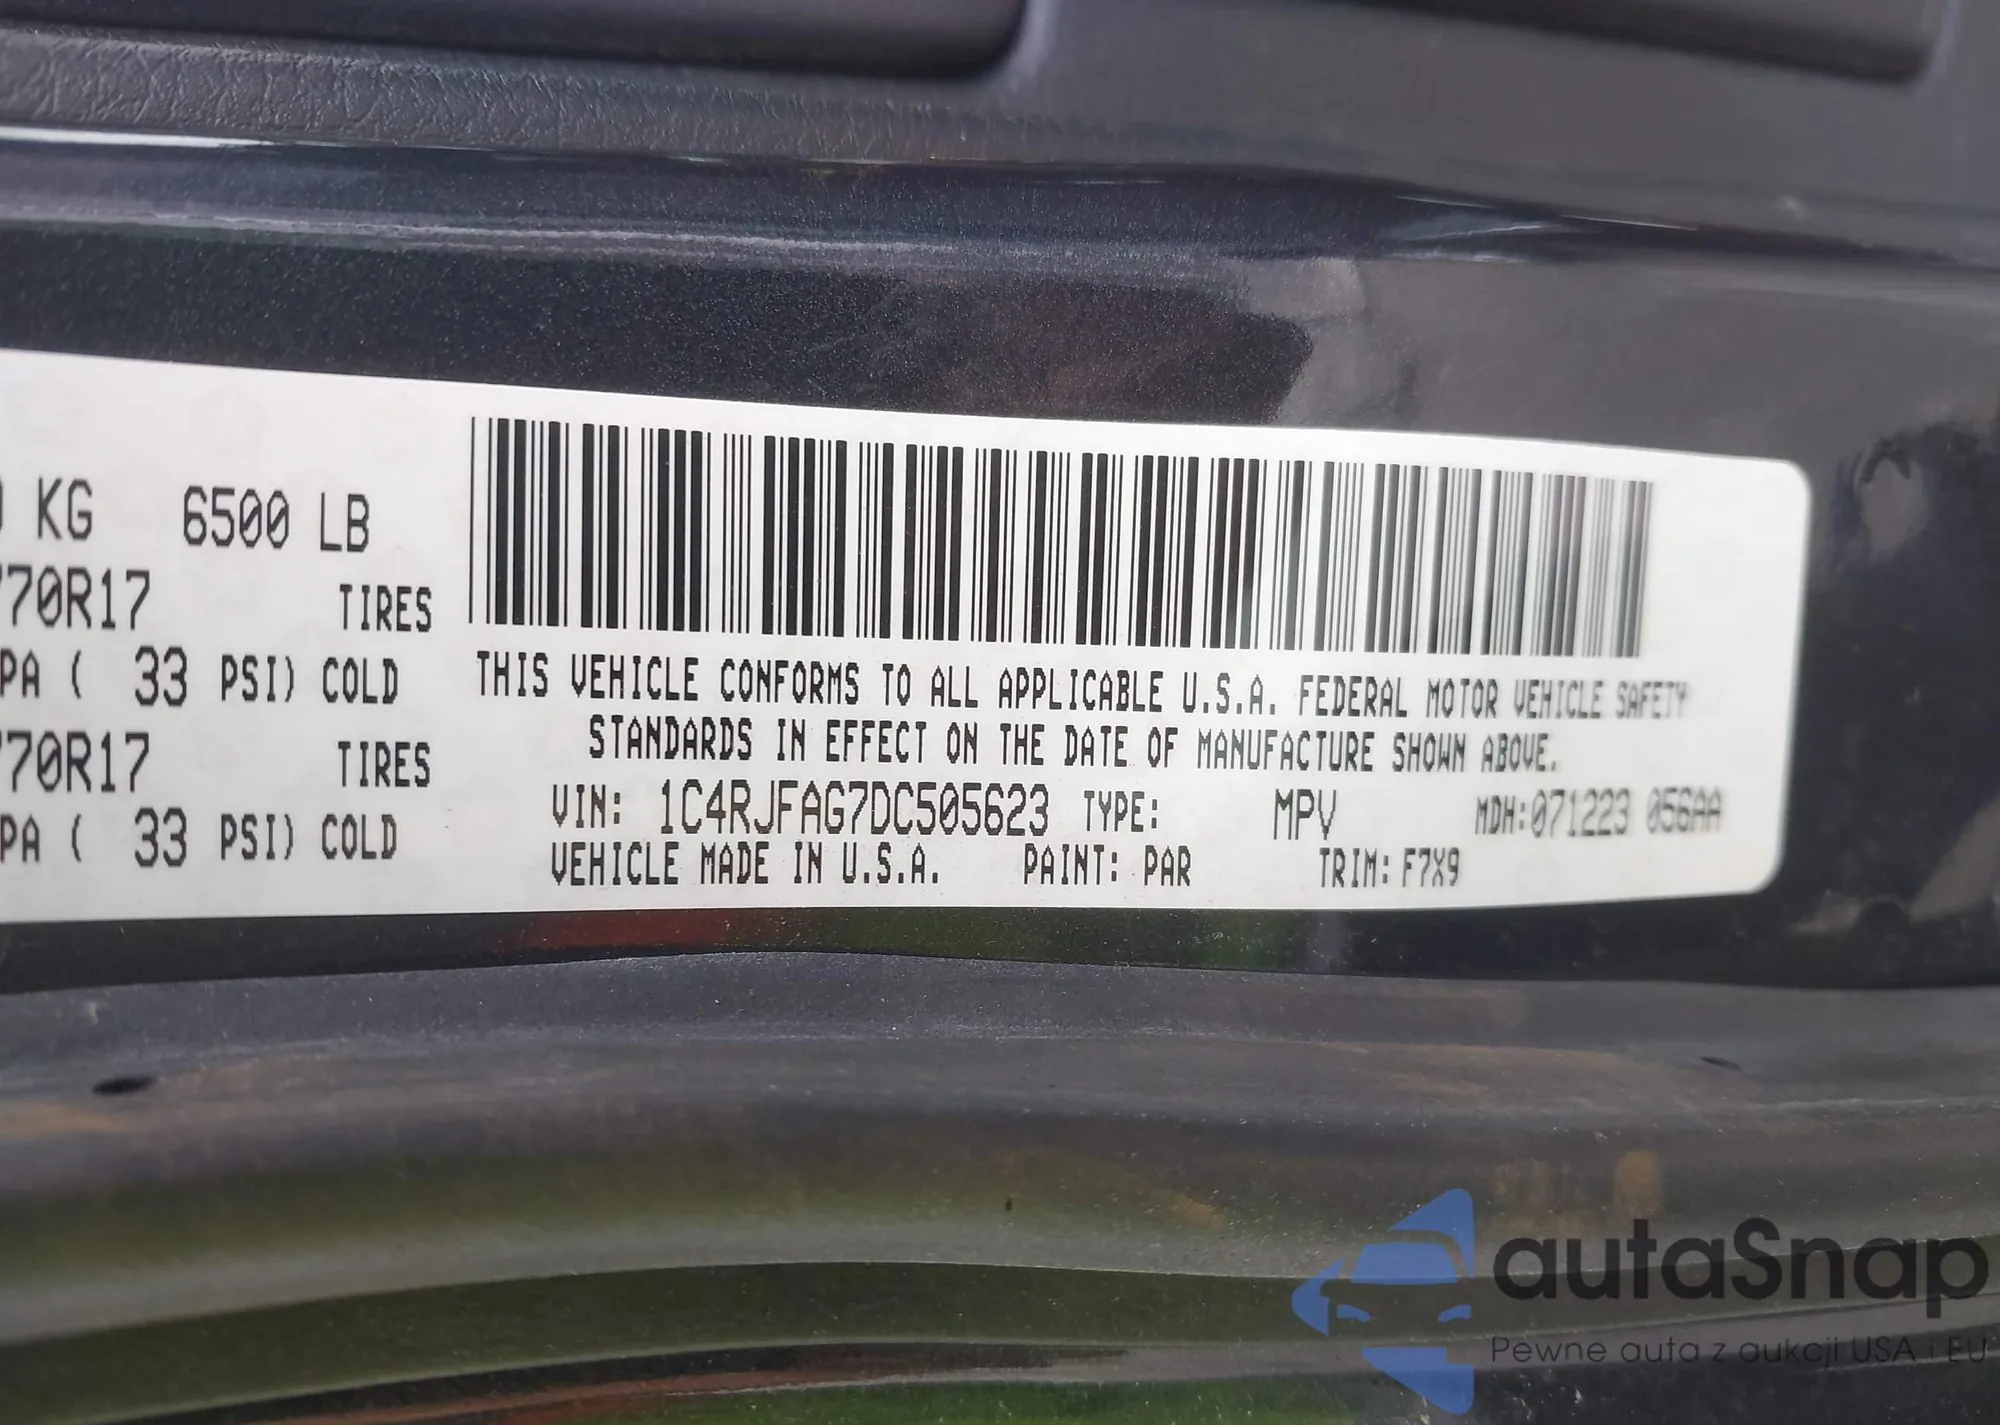 KG 6500 LB
70R17 TIRES
PA ( 33 PSI) COLD
70R17 TIRES
PA ( 33 PSI) COLD
THIS VEHICLE CONFORMS TO ALL APPLICABLE U.S.A. FEDERAL MOTOR VEHICLE SAFETY
STANDARDS IN EFFECT ON THE DATE OF MANUFACTURE SHOWN ABOVE.
VIN: 1C4RJFAG7DC505623 TYPE: MPV MDH:071223 056AA
VEHICLE MADE IN U.S.A. PAINT: PAR TRIM: F7X9
autaSnap
Pewne auta z aukcji USA i EU